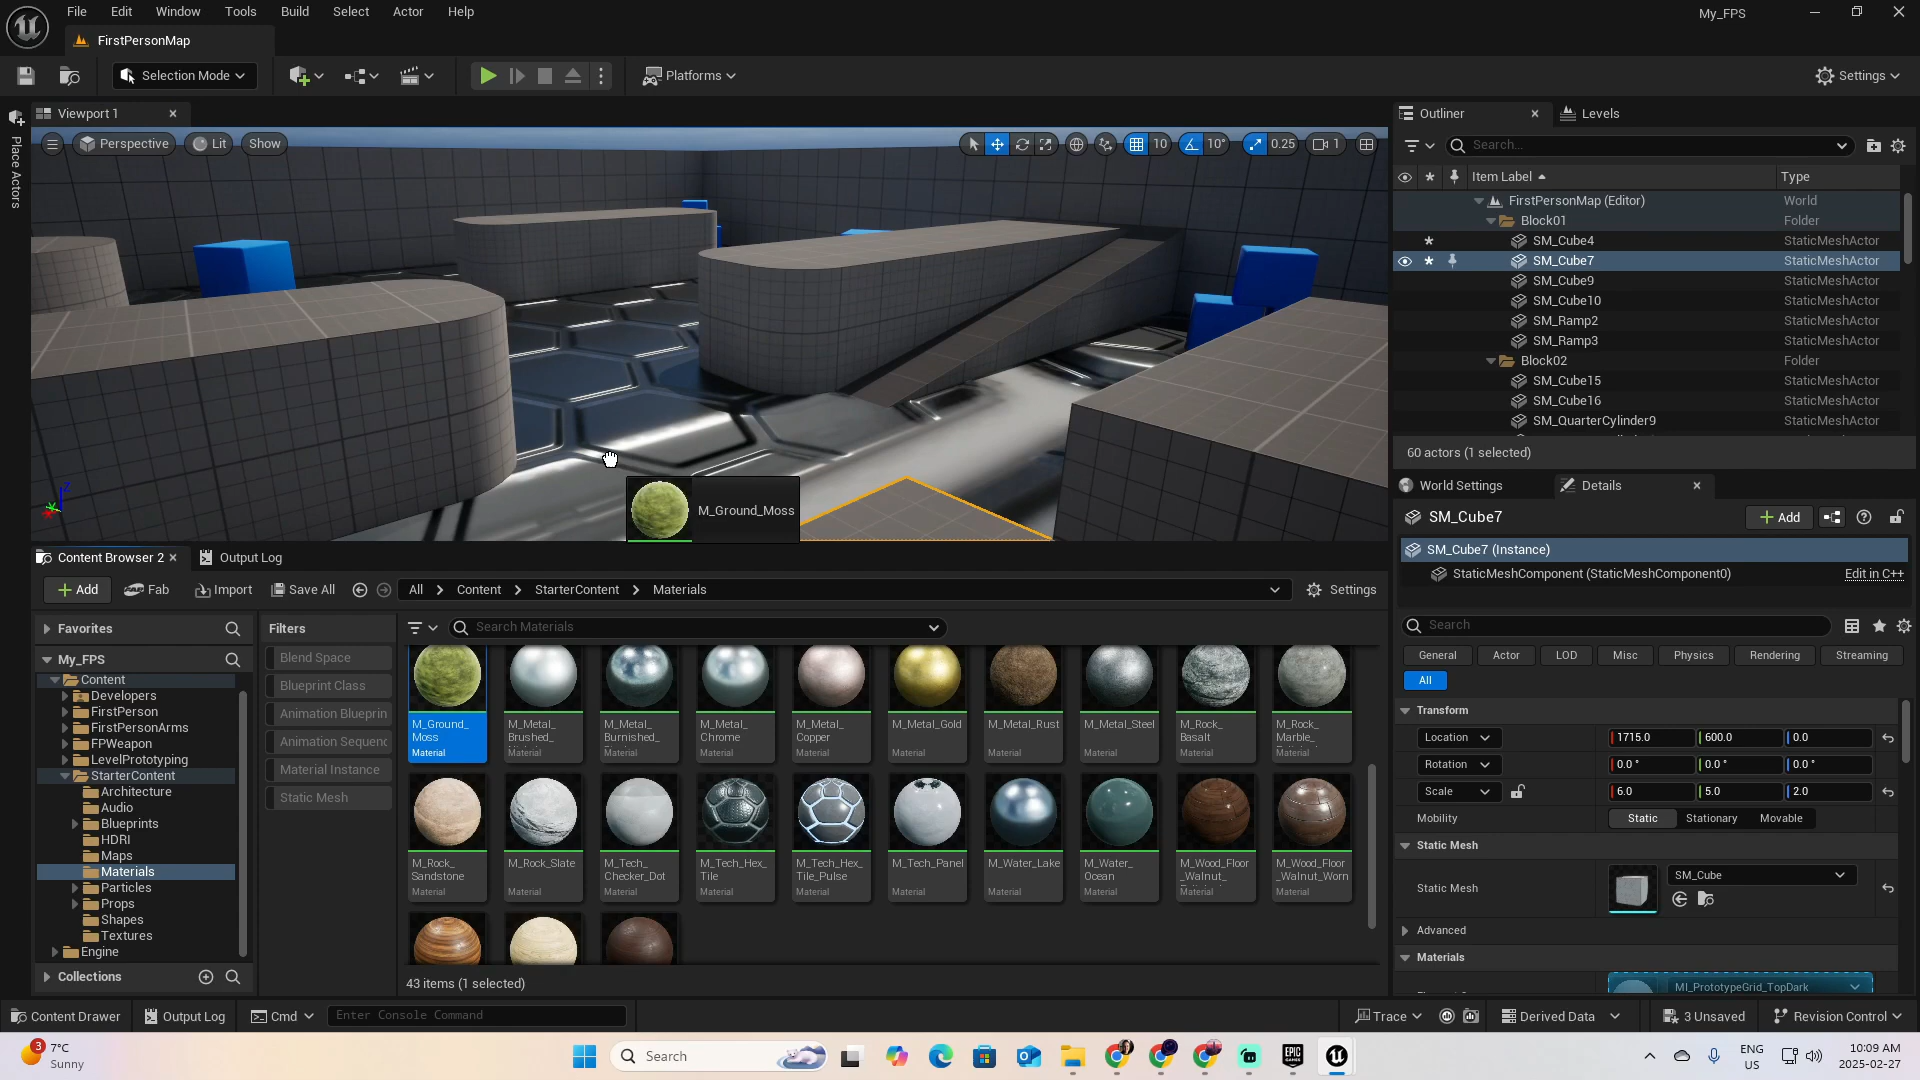 File Edit Window Tools Build Select Actor Help
My_FPS
FirstPersonMap
Selection Mode
Platforms
Settings
Place Actors
Viewport 1
Perspective Lit Show
10 10° 0.25 1
M_Ground_Moss
Outliner Levels
Search...
Item Label Type
FirstPersonMap (Editor) World
Block01 Folder
SM_Cube4 StaticMeshActor
SM_Cube7 StaticMeshActor
SM_Cube9 StaticMeshActor
SM_Cube10 StaticMeshActor
SM_Ramp2 StaticMeshActor
SM_Ramp3 StaticMeshActor
Block02 Folder
SM_Cube15 StaticMeshActor
SM_Cube16 StaticMeshActor
SM_QuarterCylinder9 StaticMeshActor
60 actors (1 selected)
World Settings Details
SM_Cube7
Add
SM_Cube7 (Instance)
StaticMeshComponent (StaticMeshComponent0) Edit in C++
Search
General Actor LOD Misc Physics Rendering Streaming
All
Transform
Location 1715.0 600.0 0.0
Rotation 0.0° 0.0° 0.0°
Scale 6.0 5.0 2.0
Mobility Static Stationary Movable
Static Mesh
Static Mesh SM_Cube
Advanced
Materials
MI_PrototypeGrid_TopDark
Content Browser 2 Output Log
Add Fab Import Save All All Content StarterContent Materials Settings
Favorites
My_FPS
Content
Developers
FirstPerson
FirstPersonArms
FPWeapon
LevelPrototyping
StarterContent
Architecture
Audio
Blueprints
HDRI
Maps
Materials
Particles
Props
Shapes
Textures
Engine
Collections
Filters
Blend Space
Blueprint Class
Animation Blueprin
Animation Sequenc
Material Instance
Static Mesh
Search Materials
M_Ground_
Moss
Material
M_Metal_
Brushed_
Material
M_Metal_
Burnished_
Material
M_Metal_
Chrome
Material
M_Metal_
Copper
Material
M_Metal_Gold
Material
M_Metal_Rust
Material
M_Metal_Steel
Material
M_Rock_
Basalt
Material
M_Rock_
Marble_
Material
M_Rock_
Sandstone
Material
M_Rock_Slate
Material
M_Tech_
Checker_Dot
Material
M_Tech_Hex_
Tile
Material
M_Tech_Hex_
Tile_Pulse
Material
M_Tech_Panel
Material
M_Water_Lake
Material
M_Water_
Ocean
Material
M_Wood_Floor
_Walnut_
Material
M_Wood_Floor
_Walnut_Worn
Material
43 items (1 selected)
Content Drawer Output Log Cmd Enter Console Command Trace Derived Data 3 Unsaved Revision Control
3
7°C
Sunny
Search
EPIC
GAMES
ENG
US
10:09 AM
2025-02-27